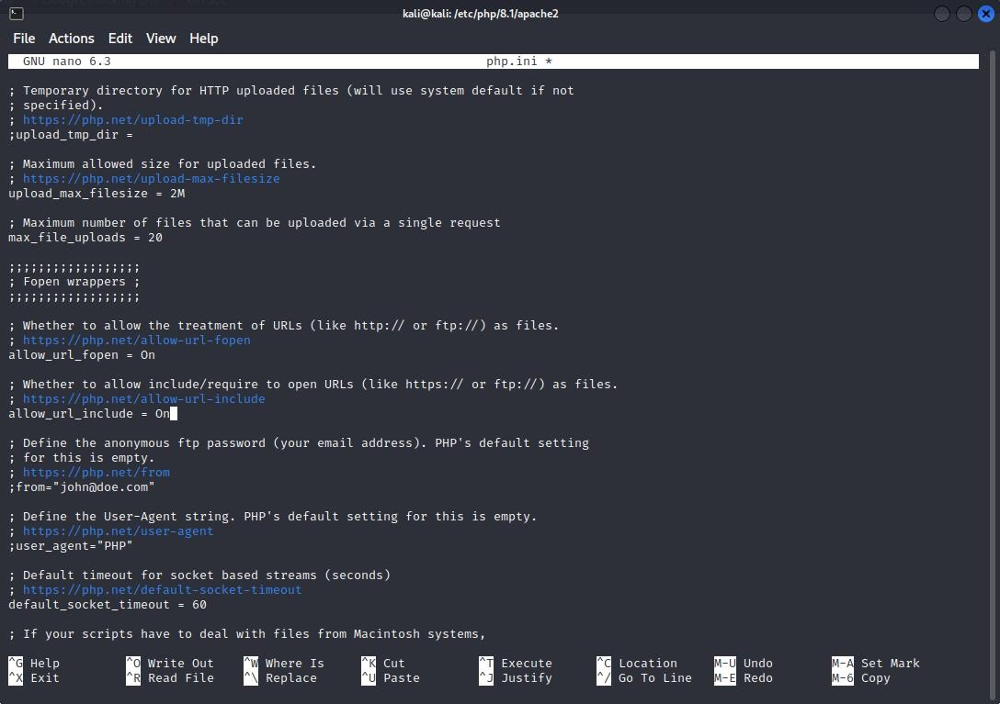 kali@kali: /etc/php/8.1/apache2
File Actions Edit View Help
GNU nano 6.3 php.ini *
; Temporary directory for HTTP uploaded files (will use system default if not
; specified).
; https://php.net/upload-tmp-dir
;upload_tmp_dir =
; Maximum allowed size for uploaded files.
; https://php.net/upload-max-filesize
upload_max_filesize = 2M
; Maximum number of files that can be uploaded via a single request
max_file_uploads = 20
;;;;;;;;;;;;;;;;;;
; Fopen wrappers ;
;;;;;;;;;;;;;;;;;;
; Whether to allow the treatment of URLs (like http:// or ftp://) as files.
; https://php.net/allow-url-fopen
allow_url_fopen = On
; Whether to allow include/require to open URLs (like https:// or ftp://) as files.
; https://php.net/allow-url-include
allow_url_include = On
; Define the anonymous ftp password (your email address). PHP's default setting
; for this is empty.
; https://php.net/from
;from="john@doe.com"
; Define the User-Agent string. PHP's default setting for this is empty.
; https://php.net/user-agent
;user_agent="PHP"
; Default timeout for socket based streams (seconds)
; https://php.net/default-socket-timeout
default_socket_timeout = 60
; If your scripts have to deal with files from Macintosh systems,
^G Help ^O Write Out ^W Where Is ^K Cut ^T Execute ^C Location M-U Undo M-A Set Mark
^X Exit ^R Read File ^\ Replace ^U Paste ^J Justify ^/ Go To Line M-E Redo M-6 Copy